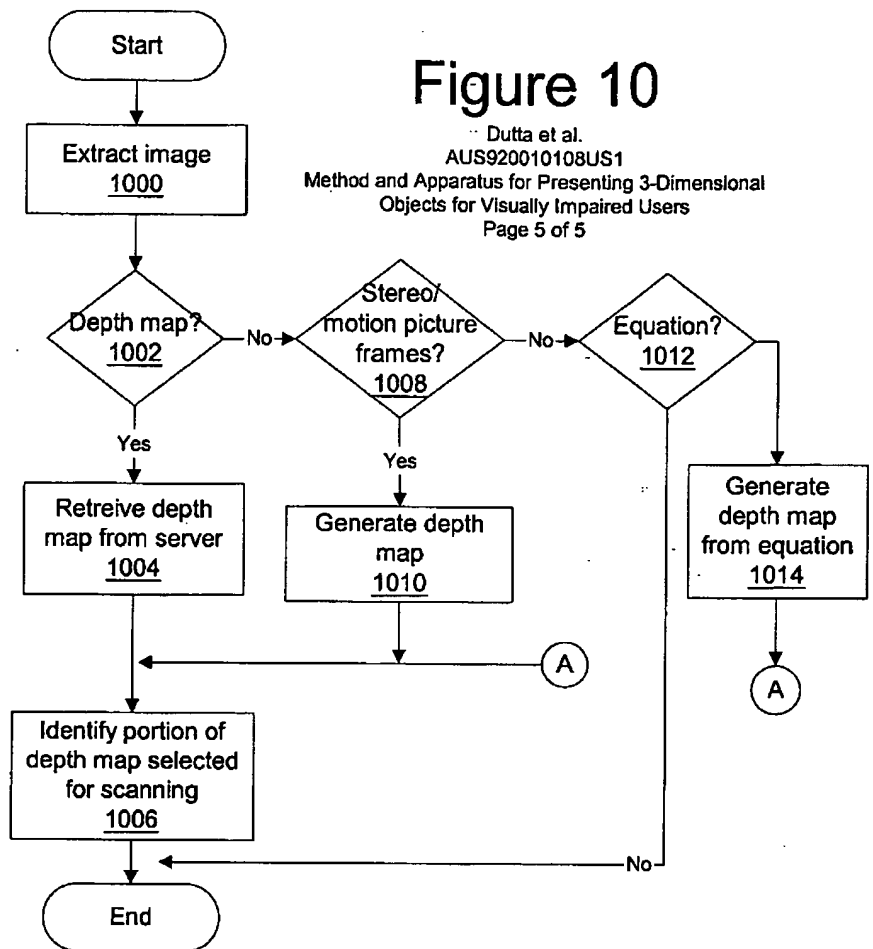 Start
Figure 10
Dutta et al.
AUS920010108US1
Method and Apparatus for Presenting 3-Dimensional
Objects for Visually Impaired Users
Page 5 of 5
Extract image
1000
Depth map?
1002
No
Stereo/
motion picture
frames?
1008
No
Equation?
1012
Yes
Yes
Retreive depth
map from server
1004
Generate depth
map
1010
Generate
depth map
from equation
1014
A
A
Identify portion of
depth map selected
for scanning
1006
No
End